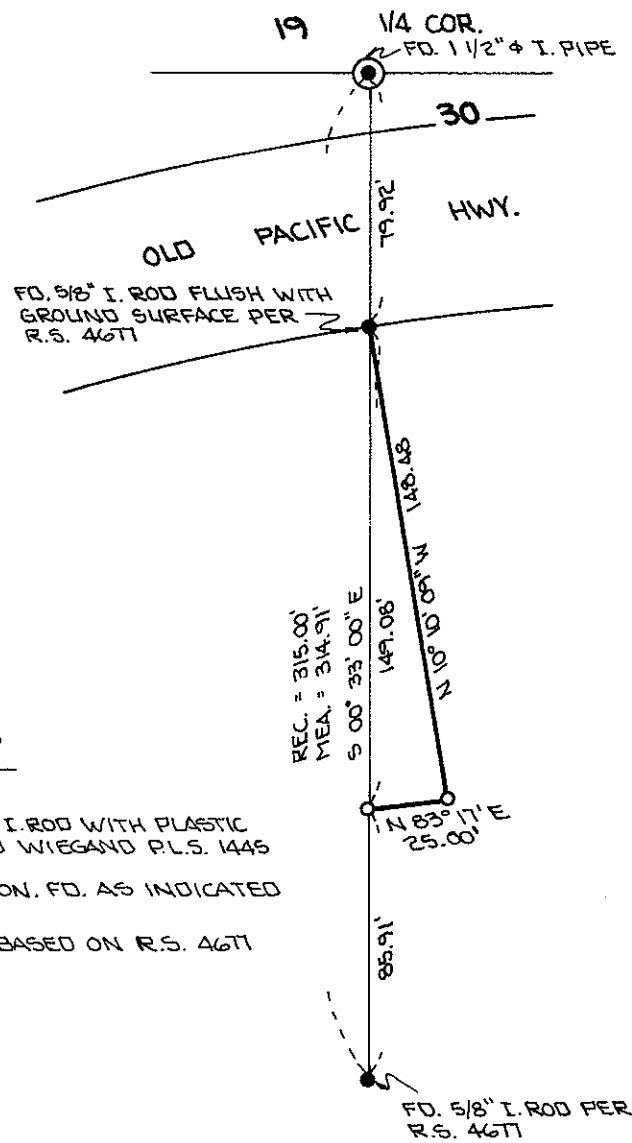 19
1/4 COR.
FD. 1 1/2" ⌀ I. PIPE
30
79.92'
OLD PACIFIC HWY.
FD. 5/8" I. ROD FLUSH WITH
GROUND SURFACE PER
R.S. 4677
148.48
N 10° 10' 09" W
REC. = 315.00'
MEA. = 314.91'
S 00° 33' 00" E
149.08'
N 83° 17' E
25.00'
I. ROD WITH PLASTIC
WIEGAND P.L.S. 1445
ON. FD. AS INDICATED
BASED ON R.S. 4677
85.91'
FD. 5/8" I. ROD PER
R.S. 4677